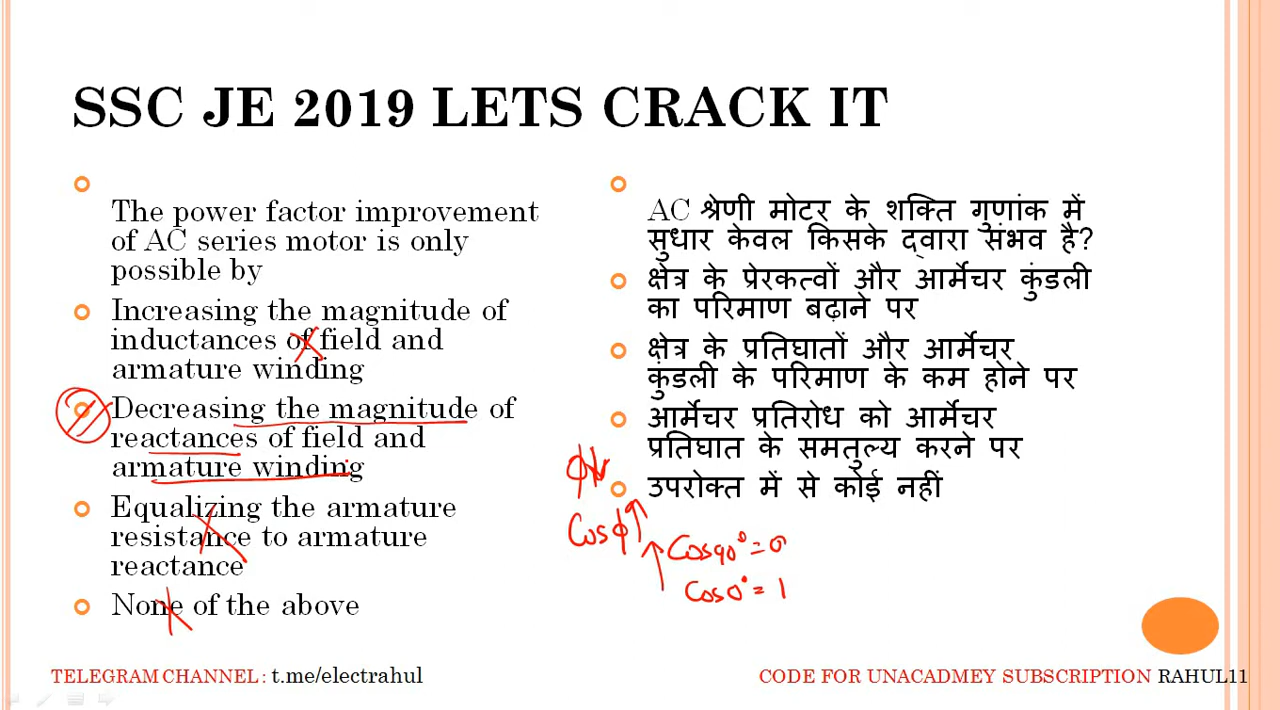 SSC JE 2019 LETS CRACK IT
The power factor improvement
of AC series motor is only
possible by
Increasing the magnitude of
inductances of field and
armature winding
Decreasing the magnitude of
reactances of field and
armature winding
Equalizing the armature
resistance to armature
reactance
None of the above
AC श्रेणी मोटर के शक्ति गुणांक में
सुधार केवल किसके द्वारा संभव है?
क्षेत्र के प्रेरकत्वों और आर्मेचर कुंडली
का परिमाण बढ़ाने पर
क्षेत्र के प्रतिघातों और आर्मेचर
कुंडली के परिमाण के कम होने पर
आर्मेचर प्रतिरोध को आर्मेचर
प्रतिघात के समतुल्य करने पर
उपरोक्त में से कोई नहीं
ϕ↓
Cosϕ↑
↑ Cos90°=0
Cos0°=1
TELEGRAM CHANNEL: t.me/electrahul
CODE FOR UNACADMEY SUBSCRIPTION RAHUL11